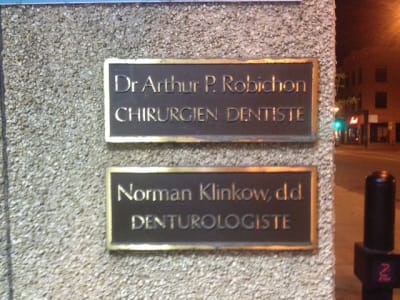 Dr Arthur P. Robichon
CHIRURGIEN DENTISTE
Norman Klinkow, d.d.
DENTUROLOGISTE